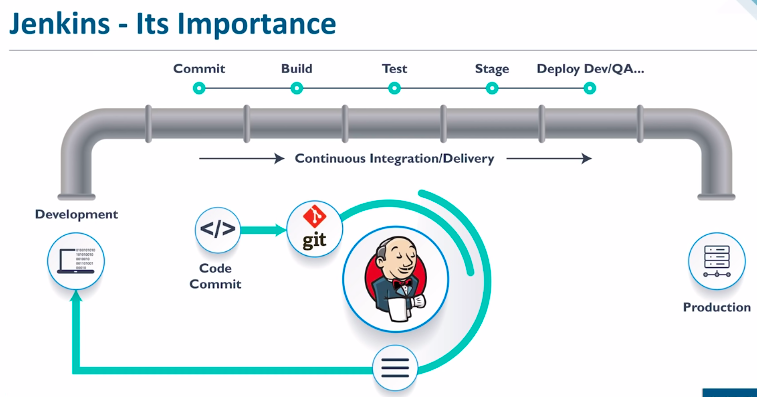 Jenkins - Its Importance
Commit Build Test Stage Deploy Dev/QA...
Continuous Integration/Delivery
Development
</>
git
Code
Commit
Production